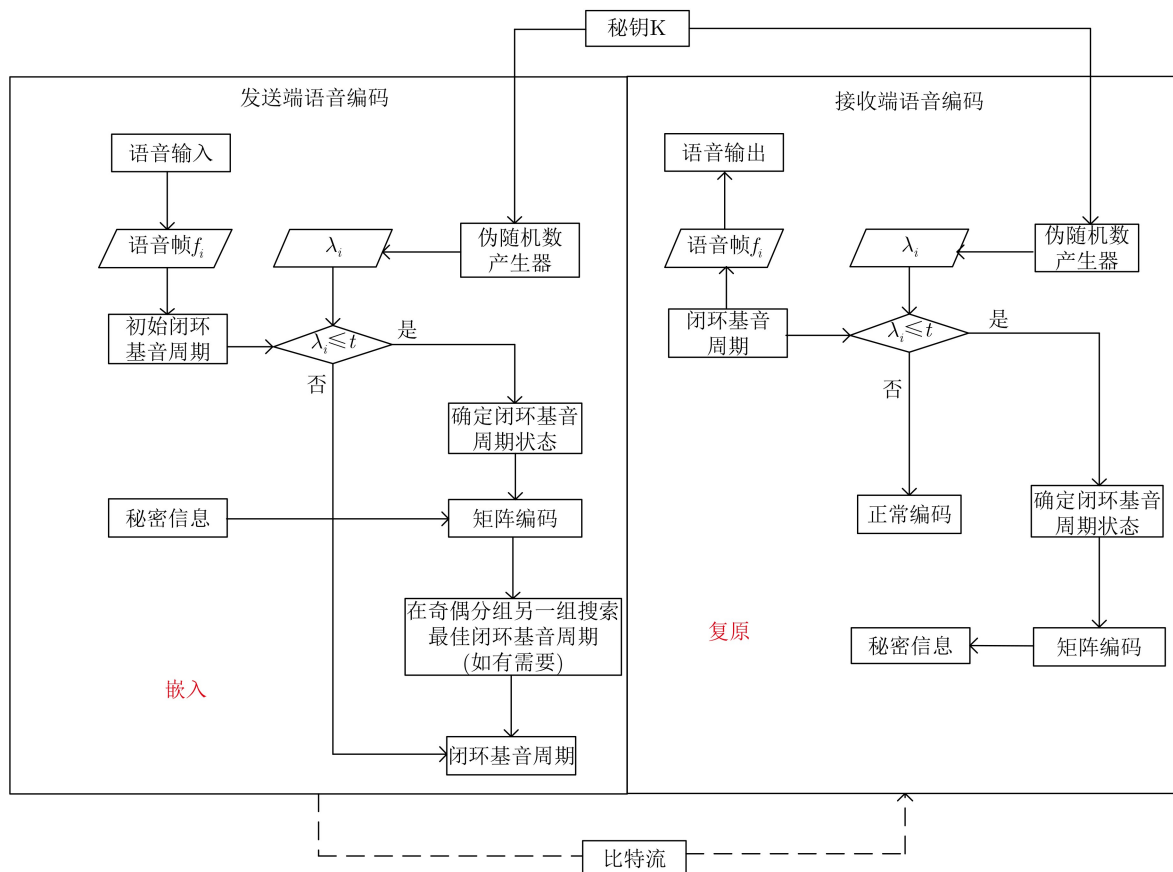 秘钥K
发送端语音编码
语音输入
语音帧fi
λi
伪随机数
产生器
初始闭环
基音周期
λi≤t
是
否
确定闭环基音
周期状态
秘密信息
矩阵编码
在奇偶分组另一组搜索
最佳闭环基音周期
(如有需要)
嵌入
闭环基音周期
接收端语音编码
语音输出
语音帧fi
λi
伪随机数
产生器
闭环基音
周期
λi≤t
是
否
正常编码
确定闭环基音
周期状态
复原
秘密信息
矩阵编码
比特流